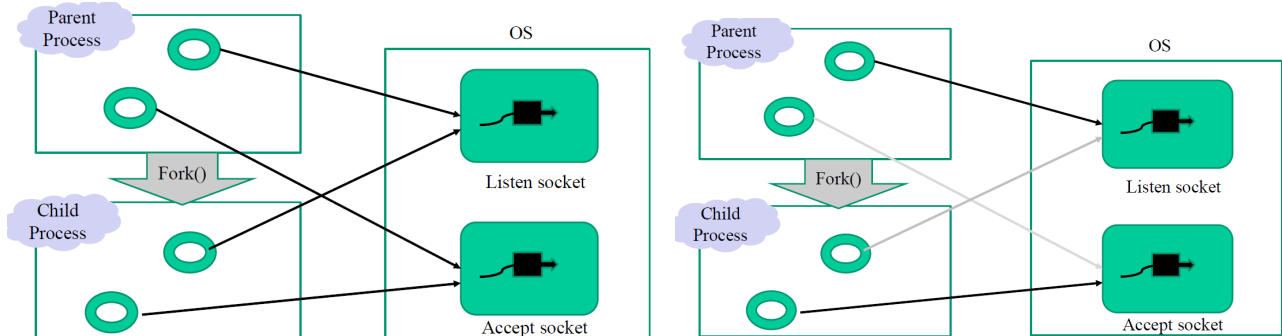 Parent
Process
OS
Fork()
Listen socket
Child
Process
Accept socket
Parent
Process
OS
Fork()
Listen socket
Child
Process
Accept socket